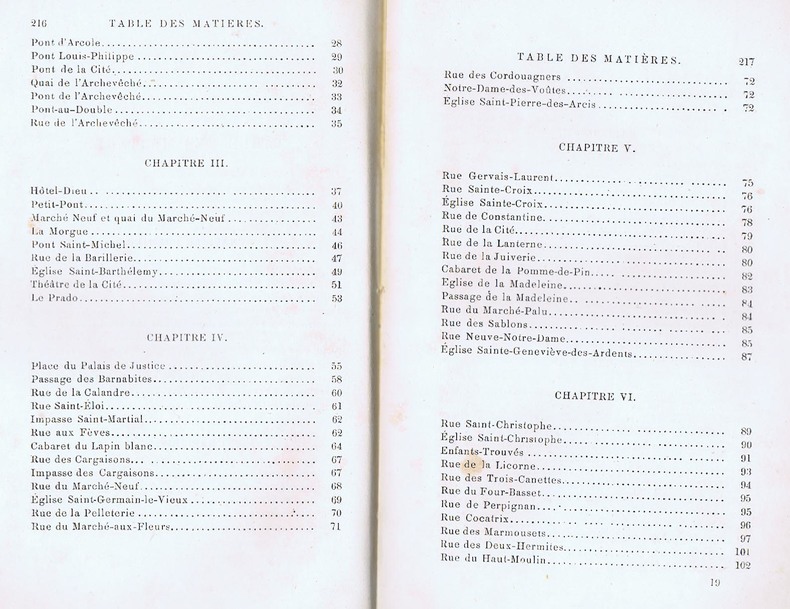 216 TABLE DES MATIERES.
Pont d'Arcole 28
Pont Louis-Philippe 29
Pont de la Cité 30
Quai de l'Archevêché 32
Pont de l'Archevêché 33
Pont-au-Double 34
Rue de l'Archevêché 35
CHAPITRE III.
Hôtel-Dieu 37
Petit-Pont 40
Marché Neuf et quai du Marché-Neuf 43
La Morgue 44
Pont Saint-Michel 46
Rue de la Barillerie 47
Église Saint-Barthélemy 49
Théâtre de la Cité 51
Le Prado 53
CHAPITRE IV.
Place du Palais de Justice 55
Passage des Barnabites 58
Rue de la Calandre 60
Rue Saint-Éloi 61
Impasse Saint-Martial 62
Rue aux Fèves 62
Cabaret du Lapin blanc 64
Rue des Cargaisons 67
Impasse des Cargaisons 67
Rue du Marché-Neuf 68
Église Saint-Germain-le-Vieux 69
Rue de la Pelleterie 70
Rue du Marché-aux-Fleurs 71
TABLE DES MATIÈRES. 217
Rue des Cordouagners 72
Notre-Dame-des-Voûtes 72
Eglise Saint-Pierre-des-Arcis 72
CHAPITRE V.
Rue Gervais-Laurent 75
Rue Sainte-Croix 76
Église Sainte-Croix 76
Rue de Constantine 78
Rue de la Cité 79
Rue de la Lanterne 80
Rue de la Juiverie 80
Cabaret de la Pomme-de-Pin 82
Eglise de la Madeleine 83
Passage de la Madeleine 84
Rue du Marché-Palu 84
Rue des Sablons 85
Rue Neuve-Notre-Dame 85
Église Sainte-Geneviève-des-Ardents 87
CHAPITRE VI.
Rue Saint-Christophe 89
Église Saint-Christophe 90
Enfants-Trouvés 91
Rue de la Licorne 93
Rue des Trois-Canettes 94
Rue du Four-Basset 95
Rue de Perpignan 95
Rue Cocatrix 96
Rue des Marmousets 97
Rue des Deux-Hermites 101
Rue du Haut-Moulin 102
19